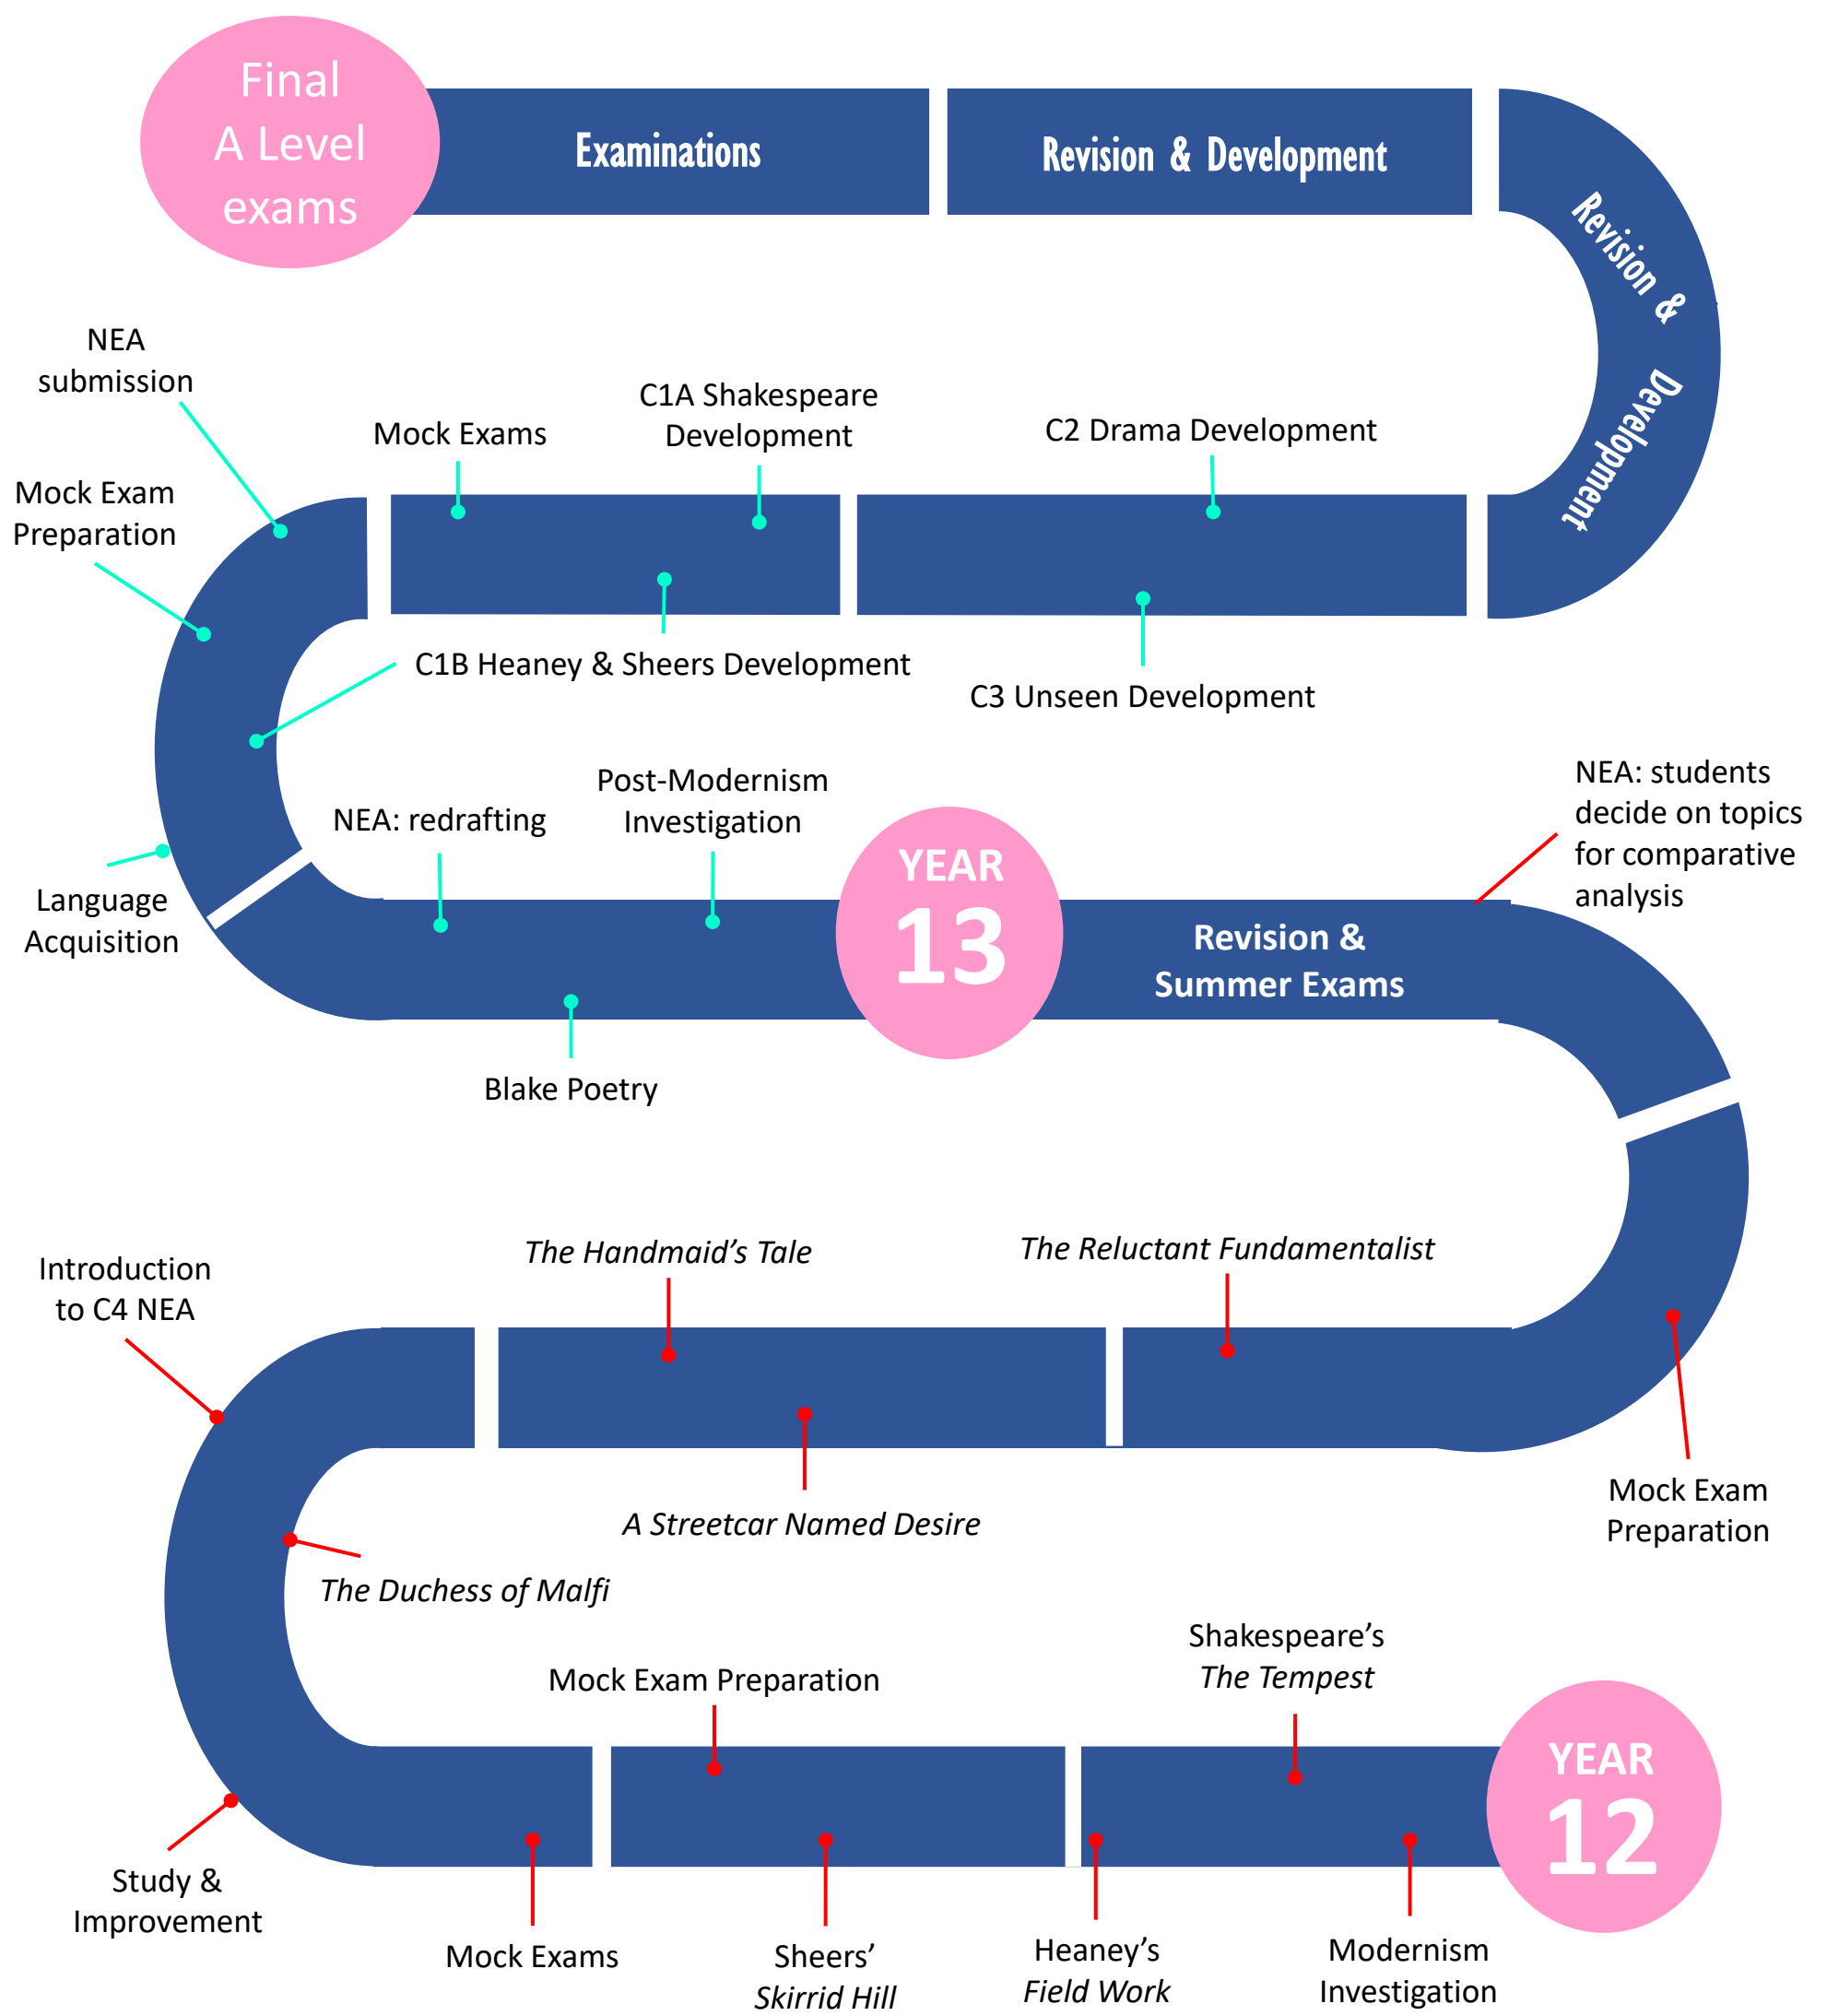 Final
A Level
exams
Examinations
Revision & Development
Revision &
Development
NEA
submission
Mock Exams
C1A Shakespeare
Development
C2 Drama Development
Mock Exam
Preparation
C1B Heaney & Sheers Development
C3 Unseen Development
NEA: redrafting
Post-Modernism
Investigation
YEAR
13
Revision &
Summer Exams
NEA: students
decide on topics
for comparative
analysis
Language
Acquisition
Blake Poetry
Introduction
to C4 NEA
The Handmaid’s Tale
The Reluctant Fundamentalist
A Streetcar Named Desire
Mock Exam
Preparation
The Duchess of Malfi
Mock Exam Preparation
Shakespeare’s
The Tempest
YEAR
12
Study &
Improvement
Mock Exams
Sheers’
Skirrid Hill
Heaney’s
Field Work
Modernism
Investigation